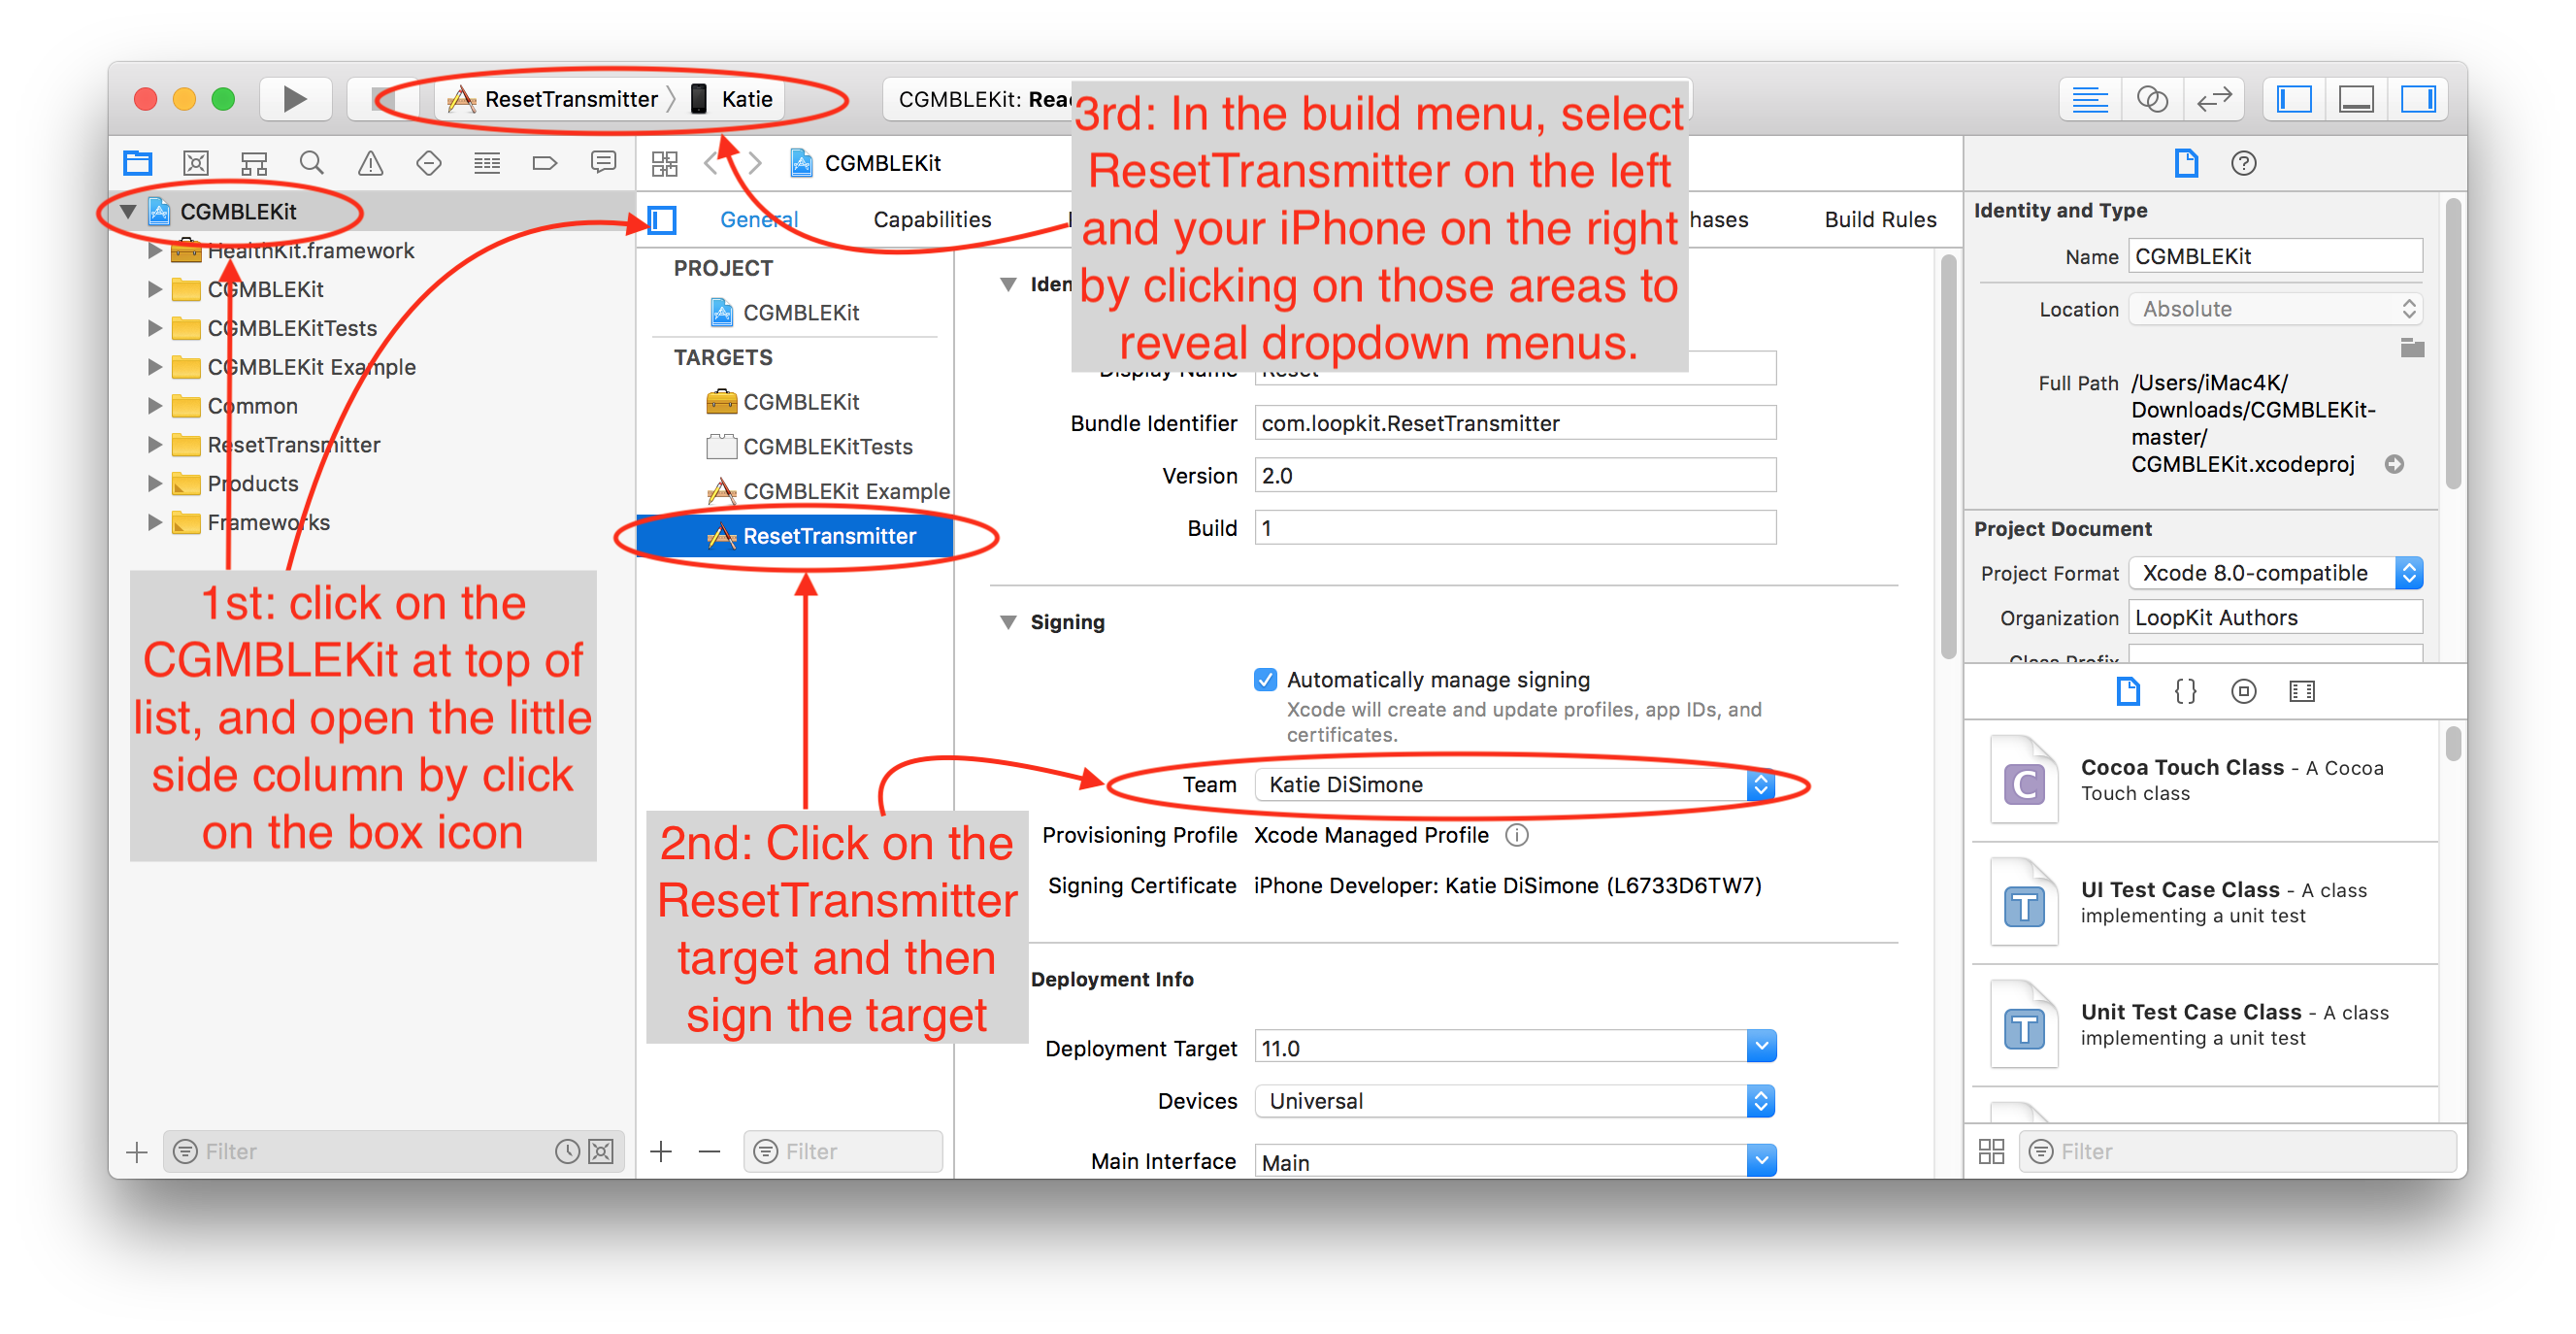 ResetTransmitter
Katie
CGMBLEKit:
3rd: In the build menu, select
ResetTransmitter on the left
and your iPhone on the right
by clicking on those areas to
reveal dropdown menus.
CGMBLEKit
HealthKit.framework
CGMBLEKit
CGMBLEKitTests
CGMBLEKit Example
Common
ResetTransmitter
Products
Frameworks
1st: click on the
CGMBLEKit at top of
list, and open the little
side column by click
on the box icon
Filter
CGMBLEKit
General
Capabilities
Build Rules
PROJECT
CGMBLEKit
TARGETS
CGMBLEKit
CGMBLEKitTests
CGMBLEKit Example
ResetTransmitter
2nd: Click on the
ResetTransmitter
target and then
sign the target
Filter
Display Name Reset
Bundle Identifier com.loopkit.ResetTransmitter
Version 2.0
Build 1
Signing
Automatically manage signing
Xcode will create and update profiles, app IDs, and
certificates.
Team Katie DiSimone
Provisioning Profile Xcode Managed Profile
Signing Certificate iPhone Developer: Katie DiSimone (L6733D6TW7)
Deployment Info
Deployment Target 11.0
Devices Universal
Main Interface Main
Identity and Type
Name CGMBLEKit
Location Absolute
Full Path /Users/iMac4K/
Downloads/CGMBLEKit-
master/
CGMBLEKit.xcodeproj
Project Document
Project Format Xcode 8.0-compatible
Organization LoopKit Authors
Class Prefix
Cocoa Touch Class - A Cocoa
Touch class
UI Test Case Class - A class
implementing a unit test
Unit Test Case Class - A class
implementing a unit test
Filter